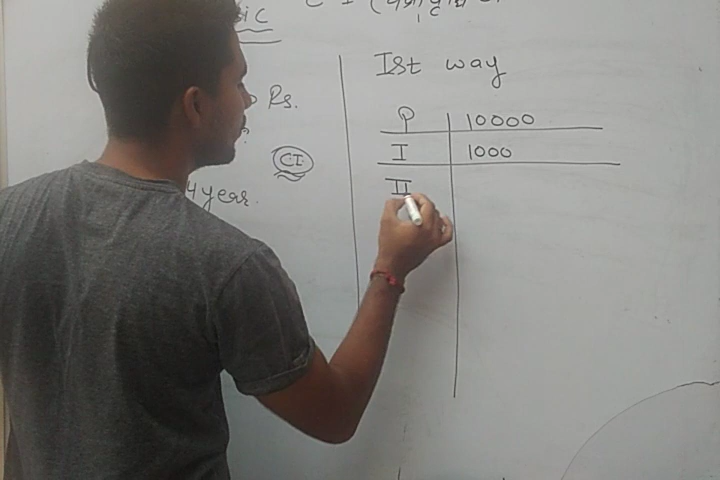 Rs.
CI
4 year.
Ist way
P 10000
I 1000
II